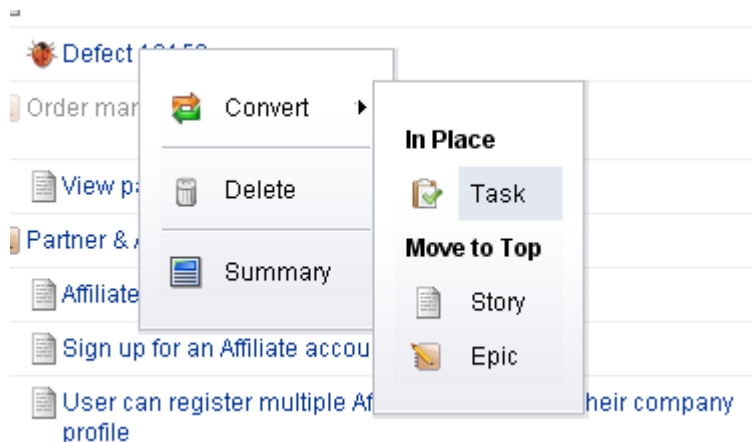 Defect
Order mar
View pa
Partner &
Affiliate
Sign up for an Affiliate accou
User can register multiple Af
heir company
profile
Convert
Delete
Summary
In Place
Task
Move to Top
Story
Epic